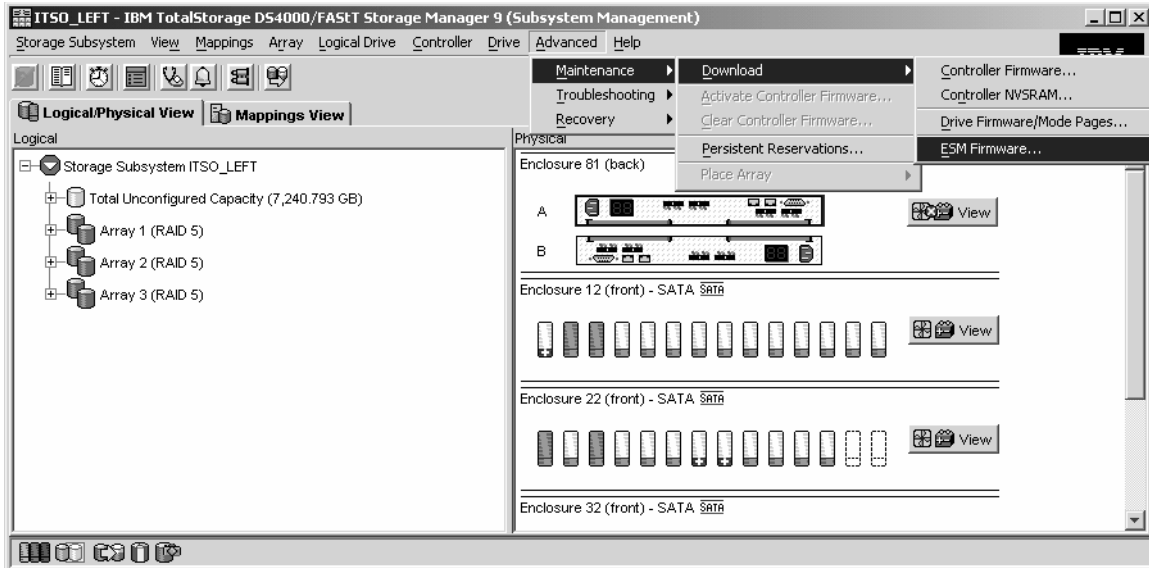 ITSO_LEFT - IBM TotalStorage DS4000/FAStT Storage Manager 9 (Subsystem Management)
Storage Subsystem View Mappings Array Logical Drive Controller Drive Advanced Help
Maintenance
Troubleshooting
Recovery
Download
Activate Controller Firmware...
Clear Controller Firmware...
Persistent Reservations...
Place Array
Controller Firmware...
Controller NVSRAM...
Drive Firmware/Mode Pages...
ESM Firmware...
Logical/Physical View Mappings View
Logical
Storage Subsystem ITSO_LEFT
Total Unconfigured Capacity (7,240.793 GB)
Array 1 (RAID 5)
Array 2 (RAID 5)
Array 3 (RAID 5)
Physical
Enclosure 81 (back)
A
88
View
B
88
Enclosure 12 (front) - SATA SATA
View
Enclosure 22 (front) - SATA SATA
View
Enclosure 32 (front) - SATA SATA